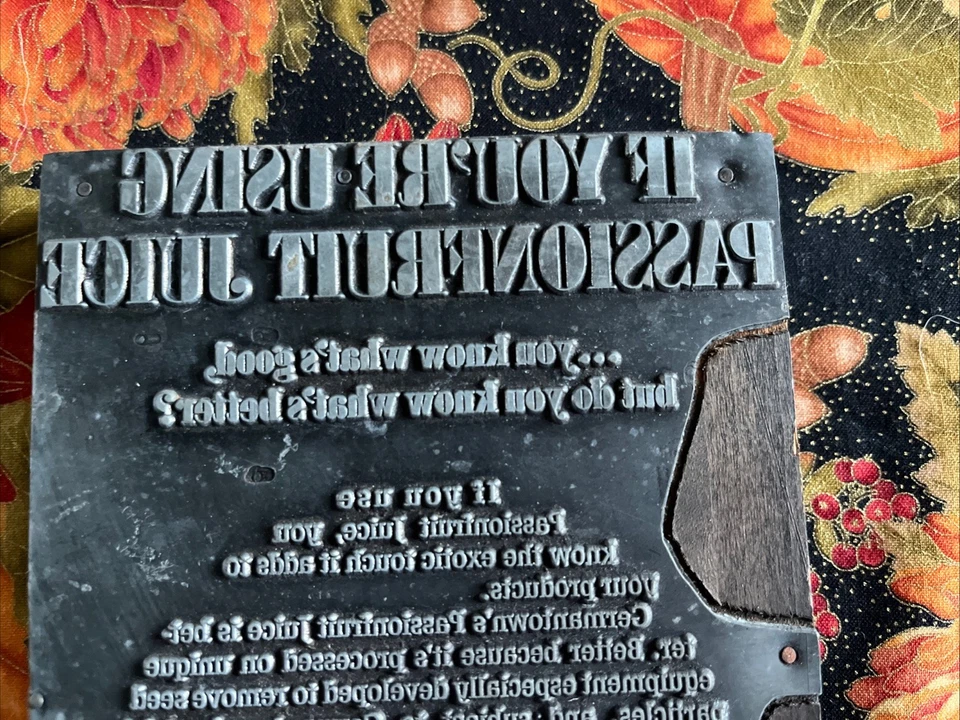 IF YOU'RE USING
PASSIONFRUIT JUICE
...you know what's good,
but do you know what's better?
If you use
Passionfruit Juice, you
know the exotic touch it adds to
your products.
Germantown's Passionfruit Juice is bet-
ter. Better because it's processed on unique
equipment especially developed to remove seed
particles and